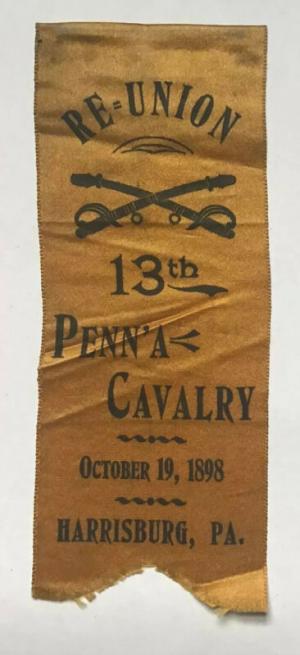 RE=UNION
13th
PENN'A
CAVALRY
OCTOBER 19, 1898
HARRISBURG, PA.